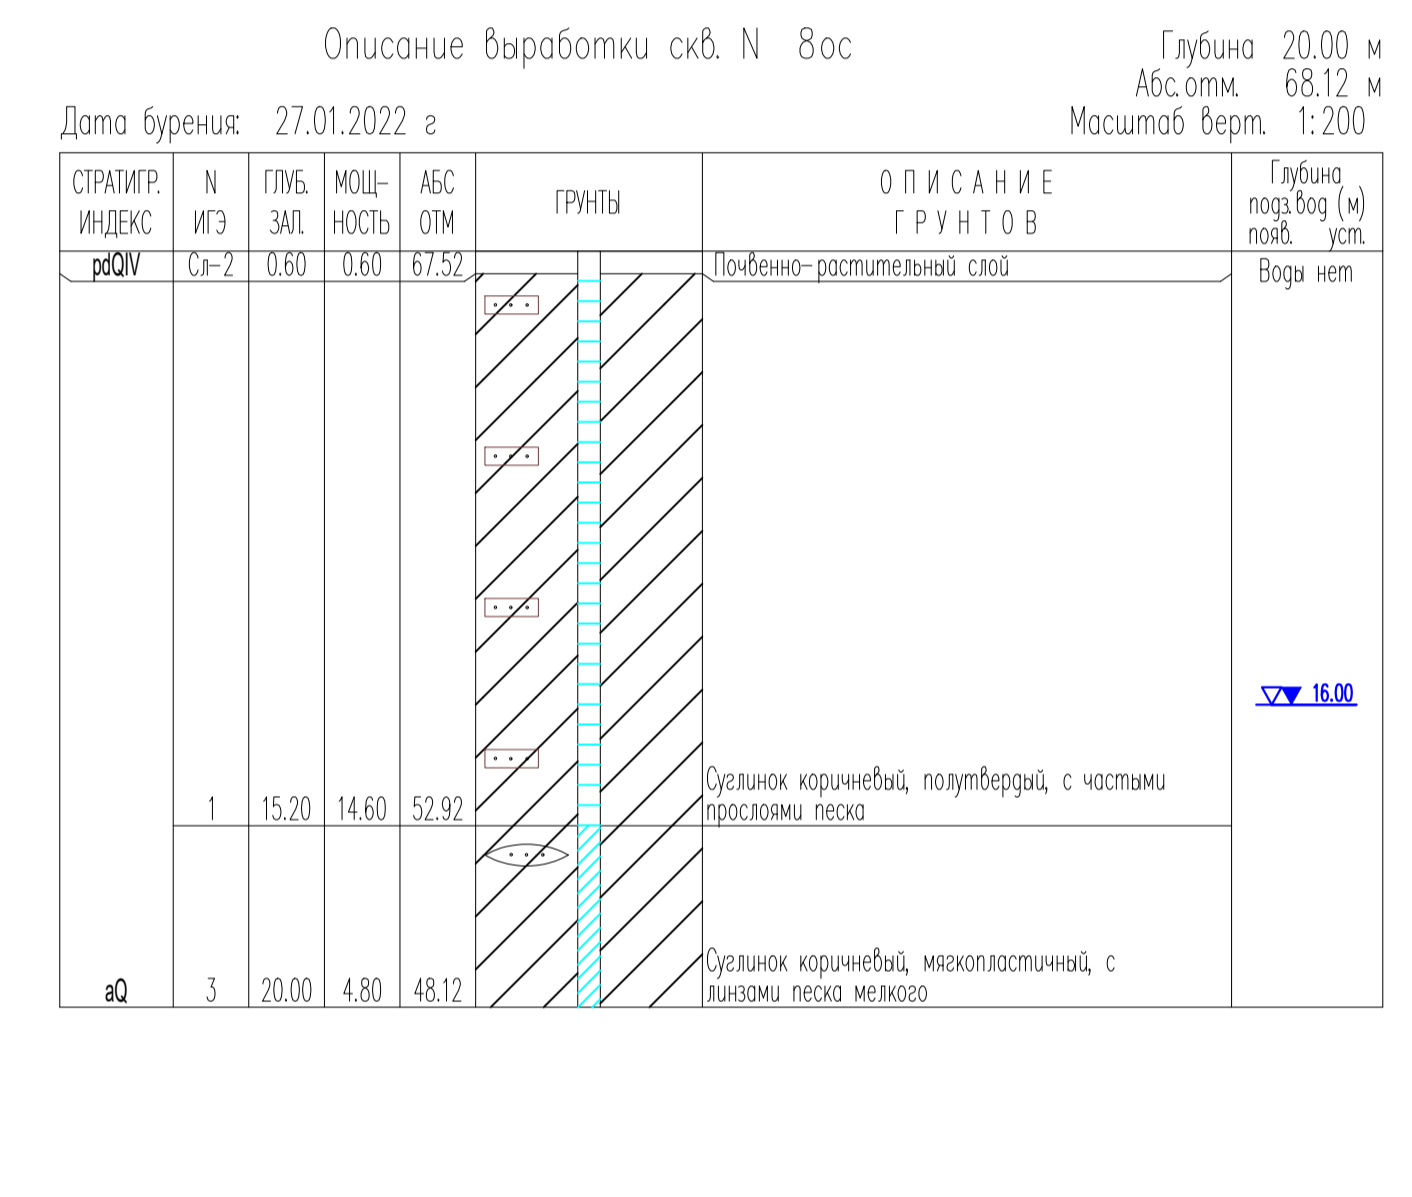 Описание выработки скв. N 8ос
Глубина 20.00 м
Абс.отм. 68.12 м
Дата бурения: 27.01.2022 г
Масштаб верт. 1:200
СТРАТИГР. ИНДЕКС
N ИГЭ
ГЛУБ. ЗАЛ.
МОЩ-НОСТЬ
АБС ОТМ
ГРУНТЫ
ОПИСАНИЕ ГРУНТОВ
Глубина
подз.вод (м)
появ. уст.
pdQIV Сл-2 0.60 0.60 67.52 Почвенно-растительный слой
Воды нет
16.00
Суглинок коричневый, полутвердый, с частыми
1 15.20 14.60 52.92 прослоями песка
Суглинок коричневый, мягкопластичный, с
aQ 3 20.00 4.80 48.12 линзами песка мелкого